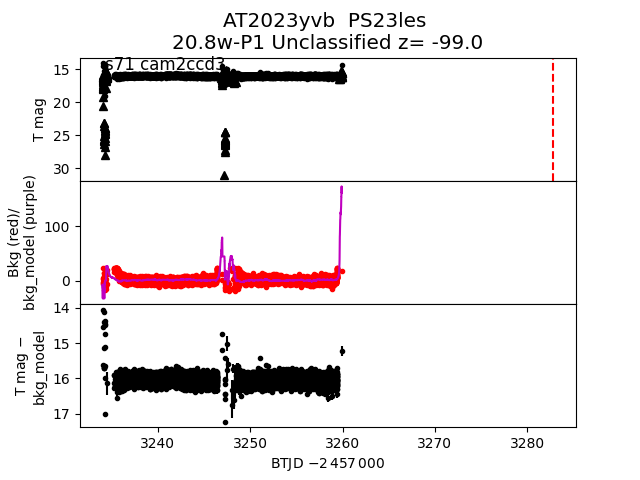 AT2023yvb  PS23les
20.8w-P1 Unclassified z= -99.0
s71 cam2ccd3
15
20
25
30
T mag
100
0
Bkg (red)/
bkg_model (purple)
14
15
16
17
T mag −
bkg_model
3240
3250
3260
3270
3280
BTJD −2 457 000